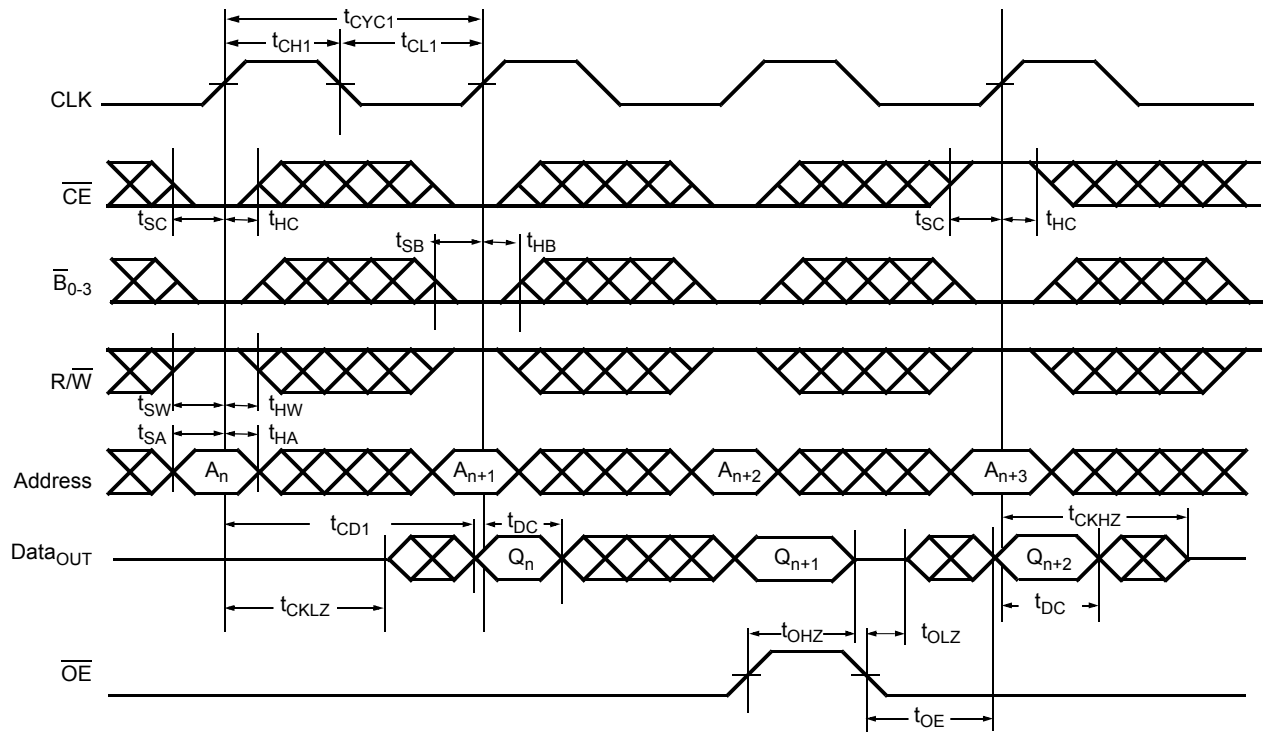 tCYC1
tCH1 tCL1
CLK
CE
tSC tHC tSC tHC
tSB tHB
B0-3
R/W
tSW tHW
tSA tHA
Address An An+1 An+2 An+3
tCD1 tDC tCKHZ
DataOUT Qn Qn+1 Qn+2
tCKLZ tDC
tOHZ tOLZ
OE
tOE